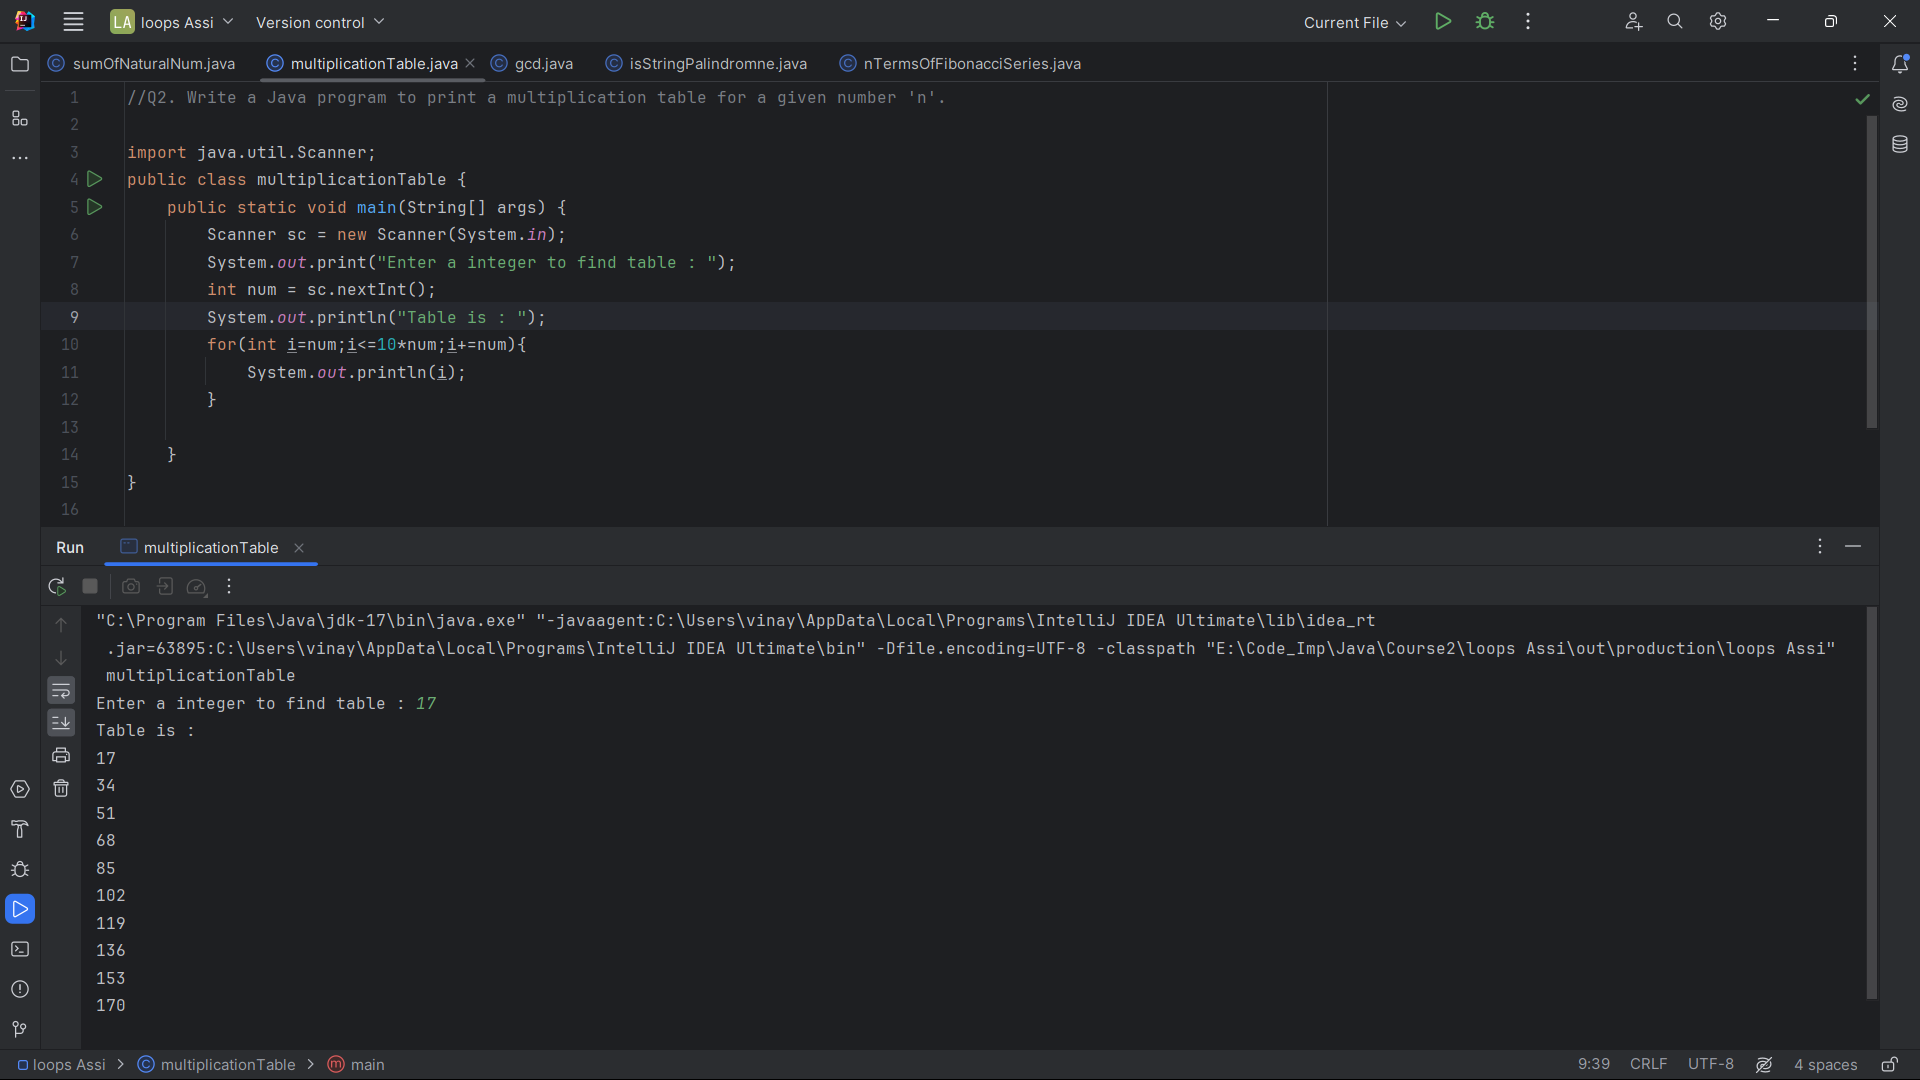 LA loops Assi Version control Current File
sumOfNaturalNum.java multiplicationTable.java gcd.java isStringPalindromne.java nTermsOfFibonacciSeries.java
1 //Q2. Write a Java program to print a multiplication table for a given number 'n'.
2
3 import java.util.Scanner;
4 public class multiplicationTable {
5 public static void main(String[] args) {
6 Scanner sc = new Scanner(System.in);
7 System.out.print("Enter a integer to find table : ");
8 int num = sc.nextInt();
9 System.out.println("Table is : ");
10 for(int i=num;i<=10*num;i+=num){
11 System.out.println(i);
12 }
13
14 }
15 }
16
Run multiplicationTable
"C:\Program Files\Java\jdk-17\bin\java.exe" "-javaagent:C:\Users\vinay\AppData\Local\Programs\IntelliJ IDEA Ultimate\lib\idea_rt
.jar=63895:C:\Users\vinay\AppData\Local\Programs\IntelliJ IDEA Ultimate\bin" -Dfile.encoding=UTF-8 -classpath "E:\Code_Imp\Java\Course2\loops Assi\out\production\loops Assi"
multiplicationTable
Enter a integer to find table : 17
Table is :
17
34
51
68
85
102
119
136
153
170
loops Assi > multiplicationTable > main 9:39 CRLF UTF-8 4 spaces